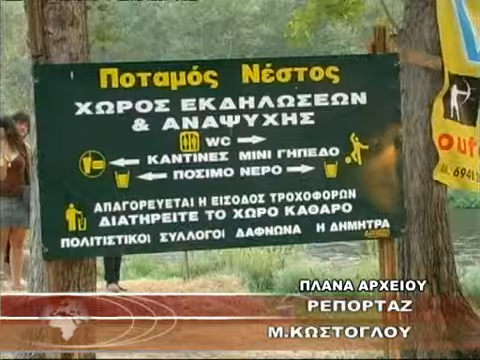 Ποταμός Νέστος
ΧΩΡΟΣ ΕΚΔΗΛΩΣΕΩΝ
& ΑΝΑΨΥΧΗΣ
WC
ΚΑΝΤΙΝΕΣ ΜΙΝΙ ΓΗΠΕΔΟ
ΠΟΣΙΜΟ ΝΕΡΟ
ΑΠΑΓΟΡΕΥΕΤΑΙ Η ΕΙΣΟΔΟΣ ΤΡΟΧΟΦΟΡΩΝ
ΔΙΑΤΗΡΕΙΤΕ ΤΟ ΧΩΡΟ ΚΑΘΑΡΟ
ΠΟΛΙΤΙΣΤΙΚΟΙ ΣΥΛΛΟΓΟΙ ΔΑΦΝΩΝΑ Η ΔΗΜΗΤΡΑ
ΠΛΑΝΑ ΑΡΧΕΙΟΥ
ΡΕΠΟΡΤΑΖ
Μ.ΚΩΣΤΟΓΛΟΥ